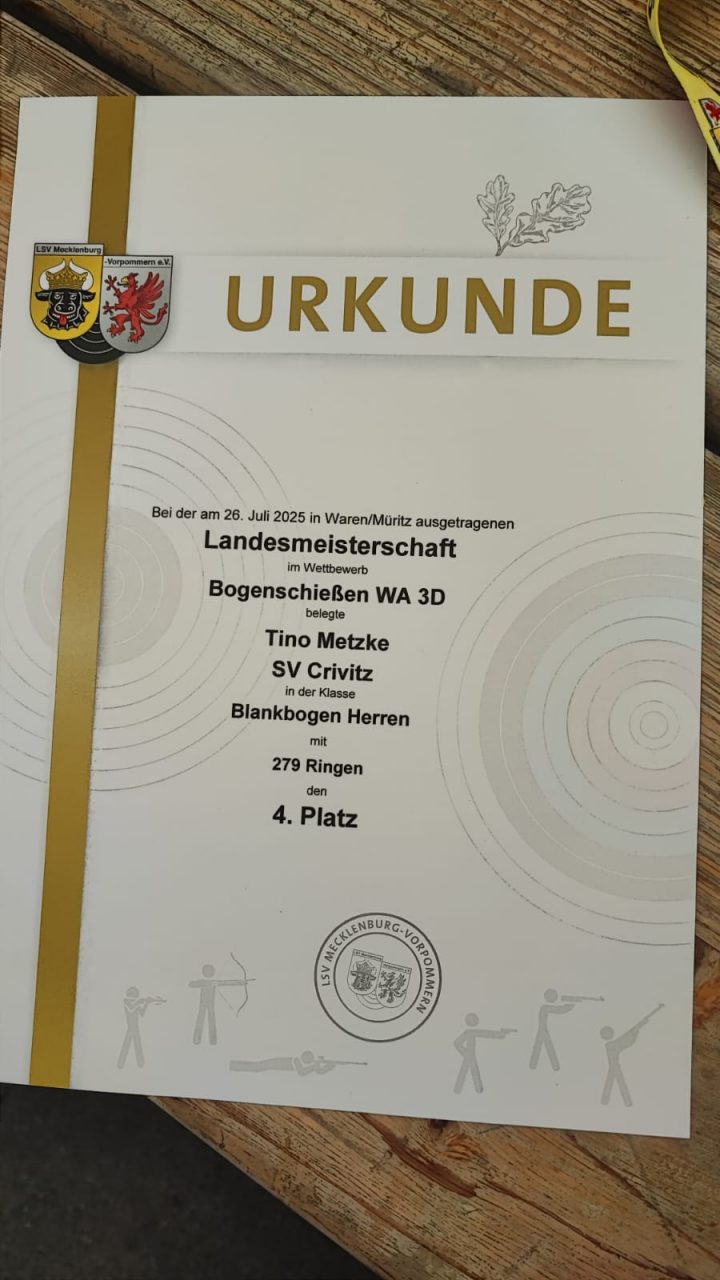 LSV Mecklenburg
-Vorpommern e.V.
URKUNDE
Bei der am 26. Juli 2025 in Waren/Müritz ausgetragenen
Landesmeisterschaft
im Wettbewerb
Bogenschießen WA 3D
belegte
Tino Metzke
SV Crivitz
in der Klasse
Blankbogen Herren
mit
279 Ringen
den
4. Platz
LSV MECKLENBURG-VORPOMMERN